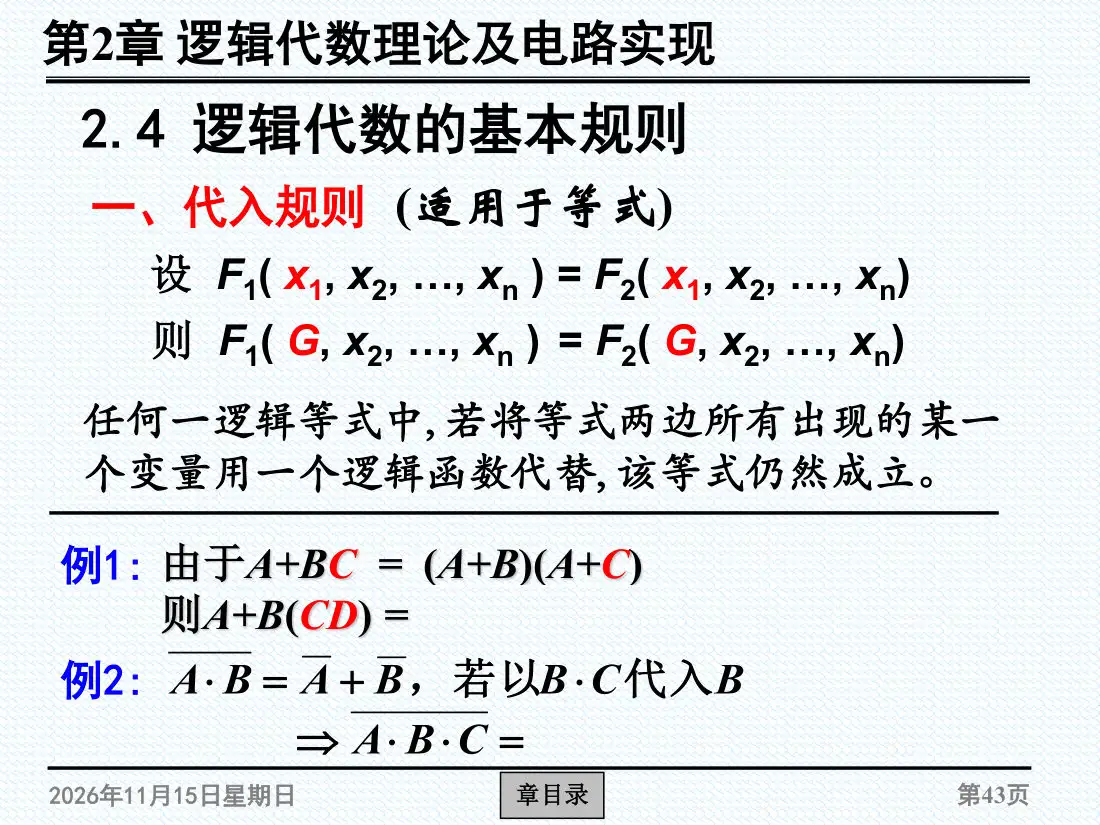 第2章 逻辑代数理论及电路实现
2.4 逻辑代数的基本规则
一、代入规则 (适用于等式)
设 F₁( x₁, x₂, …, xₙ ) = F₂( x₁, x₂, …, xₙ)
则 F₁( G, x₂, …, xₙ ) = F₂( G, x₂, …, xₙ)
任何一逻辑等式中,若将等式两边所有出现的某一
个变量用一个逻辑函数代替,该等式仍然成立。
例1: 由于A+BC = (A+B)(A+C)
则A+B(CD) =
例2: \overline{A·B} = \overline{A} + \overline{B}，若以B·C代入B
⇒ \overline{A·B·C} =
2026年11月15日星期日 章目录 第43页